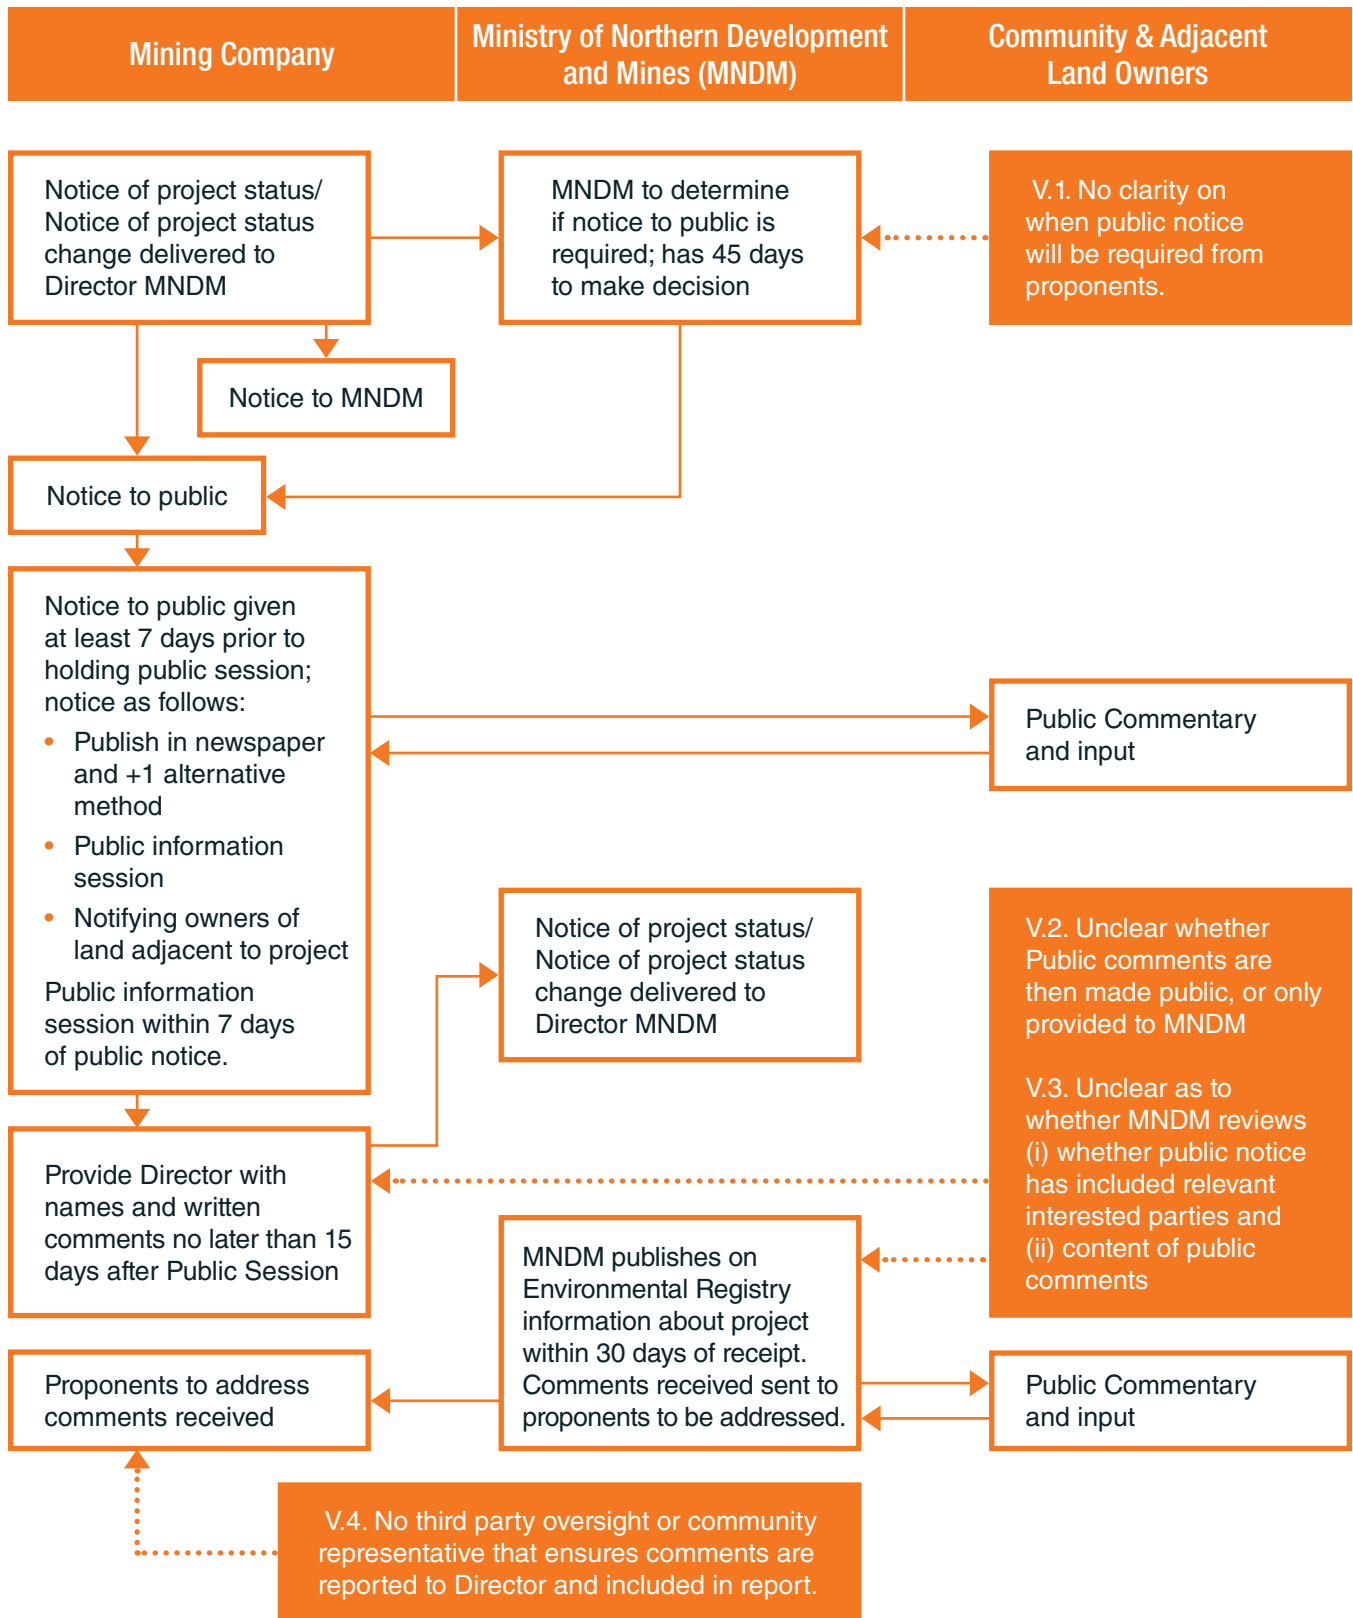 Mining Company
Ministry of Northern Development
and Mines (MNDM)
Community & Adjacent
Land Owners
Notice of project status/
Notice of project status
change delivered to
Director MNDM
MNDM to determine
if notice to public is
required; has 45 days
to make decision
V.1. No clarity on
when public notice
will be required from
proponents.
Notice to MNDM
Notice to public
Notice to public given
at least 7 days prior to
holding public session;
notice as follows:
• Publish in newspaper
and +1 alternative
method
• Public information
session
• Notifying owners of
land adjacent to project
Public information
session within 7 days
of public notice.
Public Commentary
and input
Notice of project status/
Notice of project status
change delivered to
Director MNDM
V.2. Unclear whether
Public comments are
then made public, or only
provided to MNDM
V.3. Unclear as to
whether MNDM reviews
(i) whether public notice
has included relevant
interested parties and
(ii) content of public
comments
Provide Director with
names and written
comments no later than 15
days after Public Session
MNDM publishes on
Environmental Registry
information about project
within 30 days of receipt.
Comments received sent to
proponents to be addressed.
Public Commentary
and input
Proponents to address
comments received
V.4. No third party oversight or community
representative that ensures comments are
reported to Director and included in report.